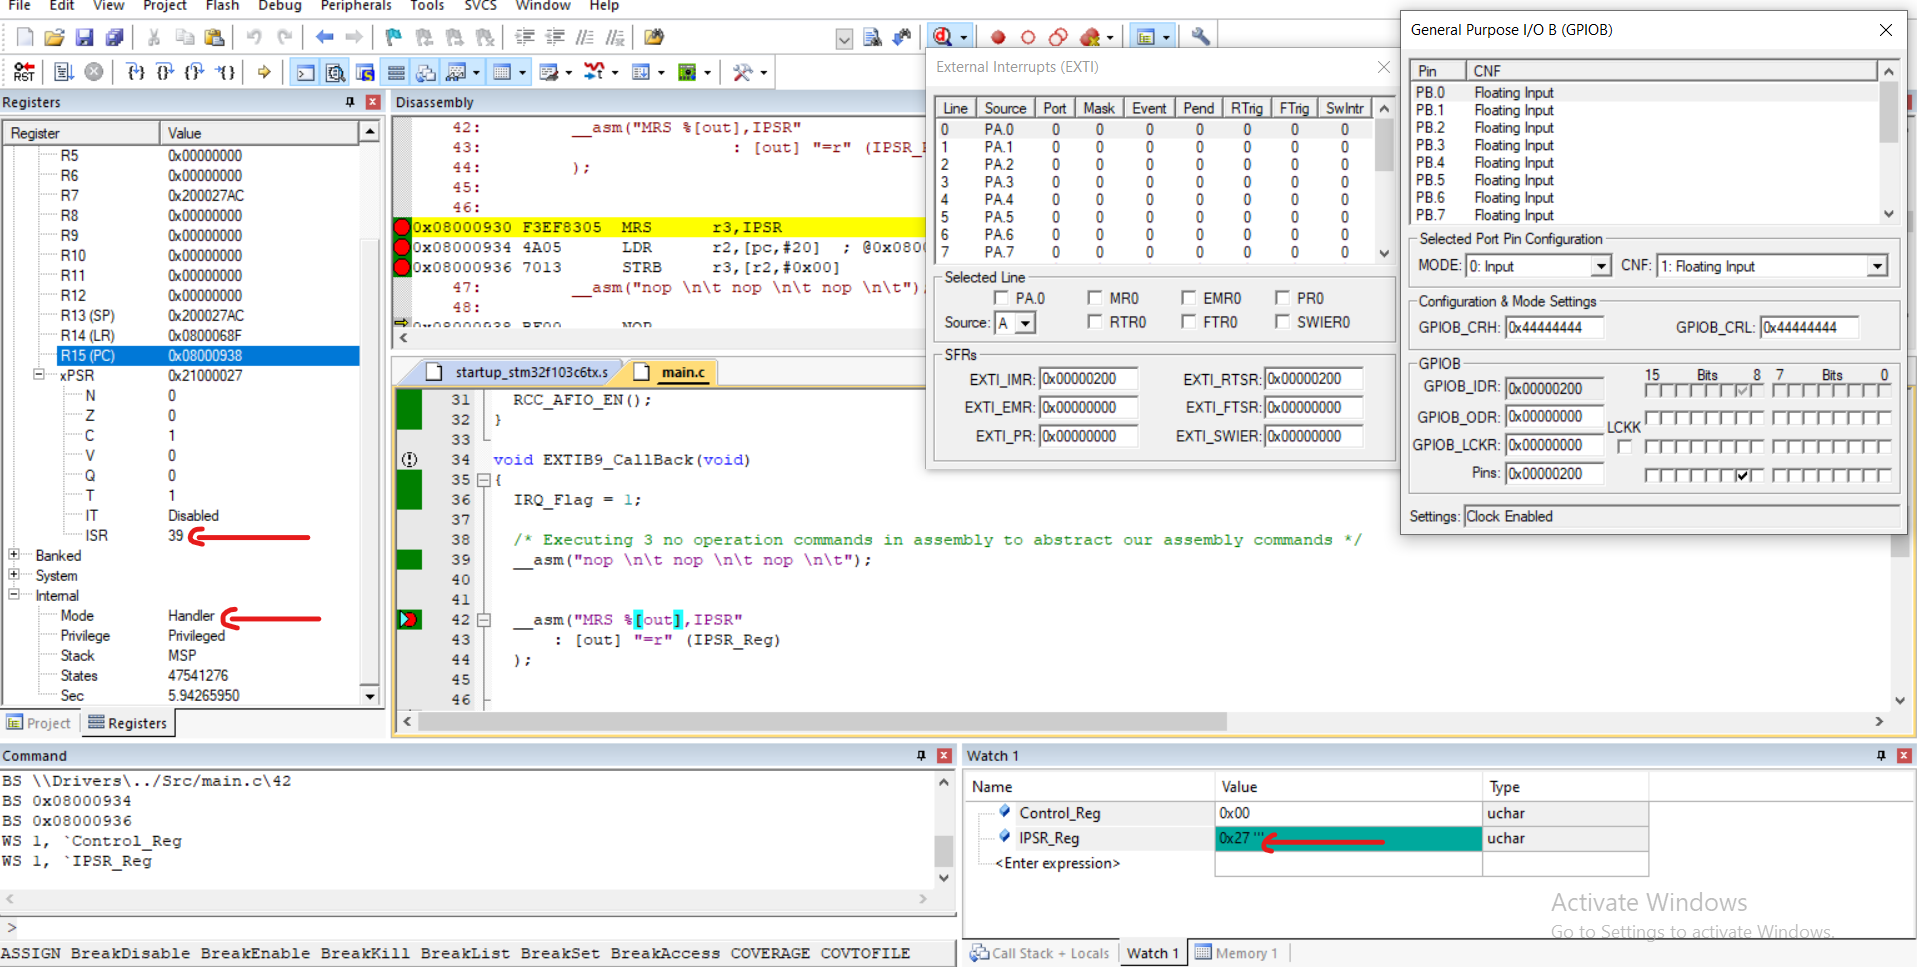 File Edit View Project Flash Debug Peripherals Tools SVCS Window Help
RST
Registers
Register Value
R5 0x00000000
R6 0x00000000
R7 0x200027AC
R8 0x00000000
R9 0x00000000
R10 0x00000000
R11 0x00000000
R12 0x00000000
R13 (SP) 0x200027AC
R14 (LR) 0x0800068F
R15 (PC) 0x08000938
xPSR 0x21000027
N 0
Z 0
C 1
V 0
Q 0
T 1
IT Disabled
ISR 39
Banked
System
Internal
Mode Handler
Privilege Privileged
Stack MSP
States 47541276
Sec 5.94265950
Project Registers
Disassembly
42: __asm("MRS %[out],IPSR"
43: : [out] "=r" (IPSR_
44: );
45:
46:
0x08000930 F3EF8305 MRS r3,IPSR
0x08000934 4A05 LDR r2,[pc,#20] ; @0x080
0x08000936 7013 STRB r3,[r2,#0x00]
47: __asm("nop \n\t nop \n\t nop \n\t")
48:
0x08000938 BF00 NOP
startup_stm32f103c6tx.s main.c
31 RCC_AFIO_EN();
32 }
33
34 void EXTIB9_CallBack(void)
35 {
36 IRQ_Flag = 1;
37
38 /* Executing 3 no operation commands in assembly to abstract our assembly commands */
39 __asm("nop \n\t nop \n\t nop \n\t");
40
41
42 __asm("MRS %[out],IPSR"
43 : [out] "=r" (IPSR_Reg)
44 );
45
46
External Interrupts (EXTI)
Line Source Port Mask Event Pend RTrig FTrig SwIntr
0 PA.0 0 0 0 0 0 0 0
1 PA.1 0 0 0 0 0 0 0
2 PA.2 0 0 0 0 0 0 0
3 PA.3 0 0 0 0 0 0 0
4 PA.4 0 0 0 0 0 0 0
5 PA.5 0 0 0 0 0 0 0
6 PA.6 0 0 0 0 0 0 0
7 PA.7 0 0 0 0 0 0 0
Selected Line
PA.0 MR0 EMR0 PR0
Source: A RTR0 FTR0 SWIER0
SFRs
EXTI_IMR: 0x00000200 EXTI_RTSR: 0x00000200
EXTI_EMR: 0x00000000 EXTI_FTSR: 0x00000000
EXTI_PR: 0x00000000 EXTI_SWIER: 0x00000000
General Purpose I/O B (GPIOB)
Pin CNF
PB.0 Floating Input
PB.1 Floating Input
PB.2 Floating Input
PB.3 Floating Input
PB.4 Floating Input
PB.5 Floating Input
PB.6 Floating Input
PB.7 Floating Input
Selected Port Pin Configuration
MODE: 0: Input CNF: 1: Floating Input
Configuration & Mode Settings
GPIOB_CRH: 0x44444444 GPIOB_CRL: 0x44444444
GPIOB
15 Bits 8 7 Bits 0
GPIOB_IDR: 0x00000200
GPIOB_ODR: 0x00000000
LCKK
GPIOB_LCKR: 0x00000000
Pins: 0x00000200
Settings: Clock Enabled
Command
BS \\Drivers\../Src/main.c\42
BS 0x08000934
BS 0x08000936
WS 1, `Control_Reg
WS 1, `IPSR_Reg
>
ASSIGN BreakDisable BreakEnable BreakKill BreakList BreakSet BreakAccess COVERAGE COVTOFILE
Watch 1
Name Value Type
Control_Reg 0x00 uchar
IPSR_Reg 0x27 ''' uchar
<Enter expression>
Activate Windows
Go to Settings to activate Windows.
Call Stack + Locals Watch 1 Memory 1